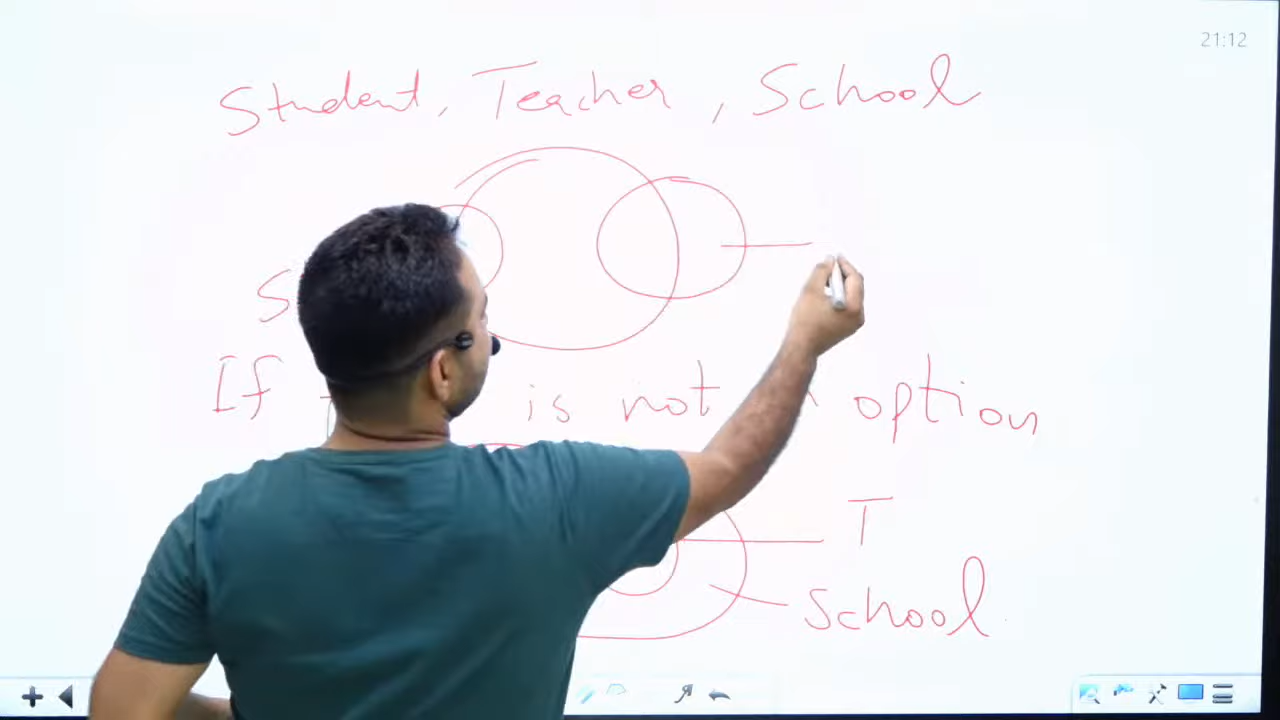 21:12
Student, Teacher, School
S
If is not option
T
School